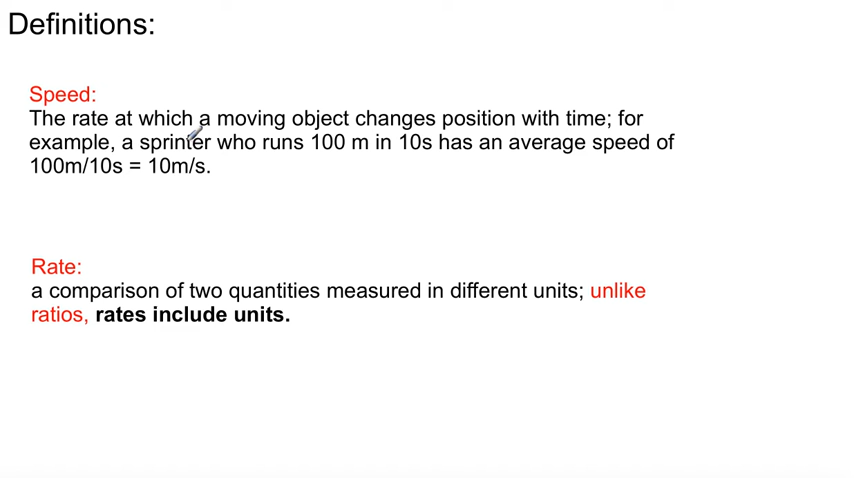 Definitions:
Speed:
The rate at which a moving object changes position with time; for
example, a sprinter who runs 100 m in 10s has an average speed of
100m/10s = 10m/s.
Rate:
a comparison of two quantities measured in different units; unlike
ratios, rates include units.